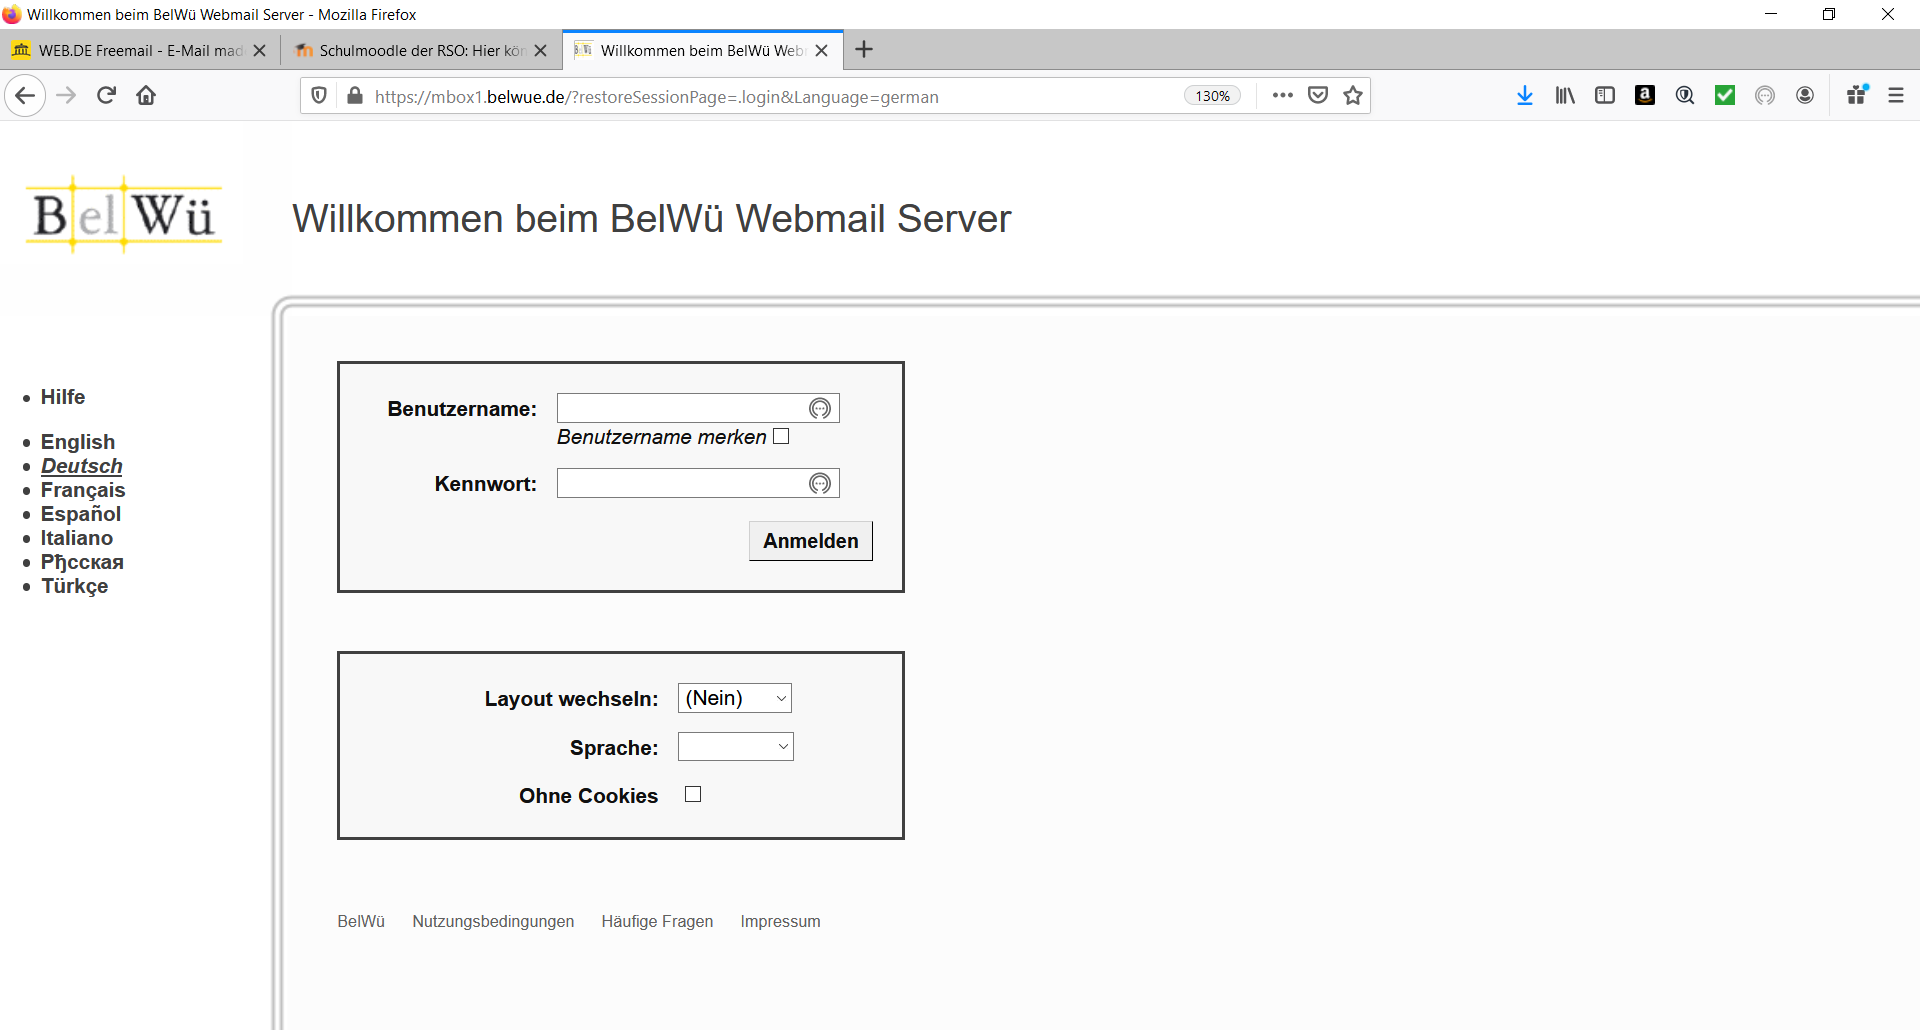 Willkommen beim BelWü Webmail Server - Mozilla Firefox
WEB.DE Freemail - E-Mail mad
Schulmoodle der RSO: Hier kön
Willkommen beim BelWü Web
https://mbox1.belwue.de/?restoreSessionPage=.login&Language=german
130%
BelWü
Willkommen beim BelWü Webmail Server
Hilfe
English
Deutsch
Français
Español
Italiano
Рђсская
Türkçe
Benutzername:
Benutzername merken
Kennwort:
Anmelden
Layout wechseln: (Nein)
Sprache:
Ohne Cookies
BelWü Nutzungsbedingungen Häufige Fragen Impressum